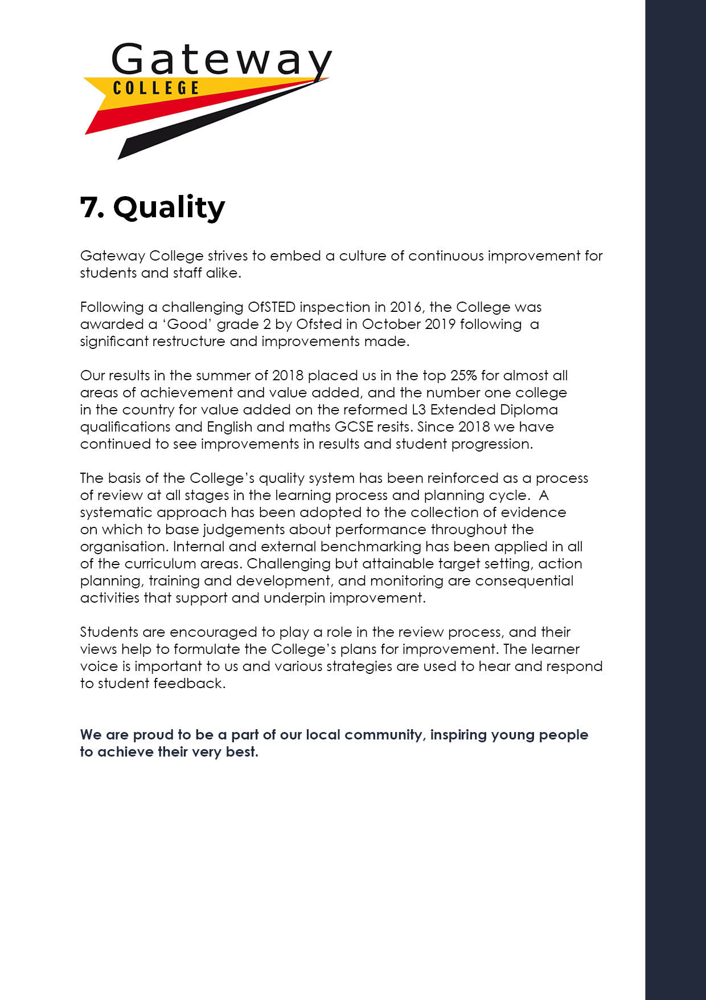 Gateway
COLLEGE
7. Quality
Gateway College strives to embed a culture of continuous improvement for
students and staff alike.
Following a challenging OfSTED inspection in 2016, the College was
awarded a ‘Good’ grade 2 by Ofsted in October 2019 following  a
significant restructure and improvements made.
Our results in the summer of 2018 placed us in the top 25% for almost all
areas of achievement and value added, and the number one college
in the country for value added on the reformed L3 Extended Diploma
qualifications and English and maths GCSE resits. Since 2018 we have
continued to see improvements in results and student progression.
The basis of the College’s quality system has been reinforced as a process
of review at all stages in the learning process and planning cycle.  A
systematic approach has been adopted to the collection of evidence
on which to base judgements about performance throughout the
organisation. Internal and external benchmarking has been applied in all
of the curriculum areas. Challenging but attainable target setting, action
planning, training and development, and monitoring are consequential
activities that support and underpin improvement.
Students are encouraged to play a role in the review process, and their
views help to formulate the College’s plans for improvement. The learner
voice is important to us and various strategies are used to hear and respond
to student feedback.
We are proud to be a part of our local community, inspiring young people
to achieve their very best.